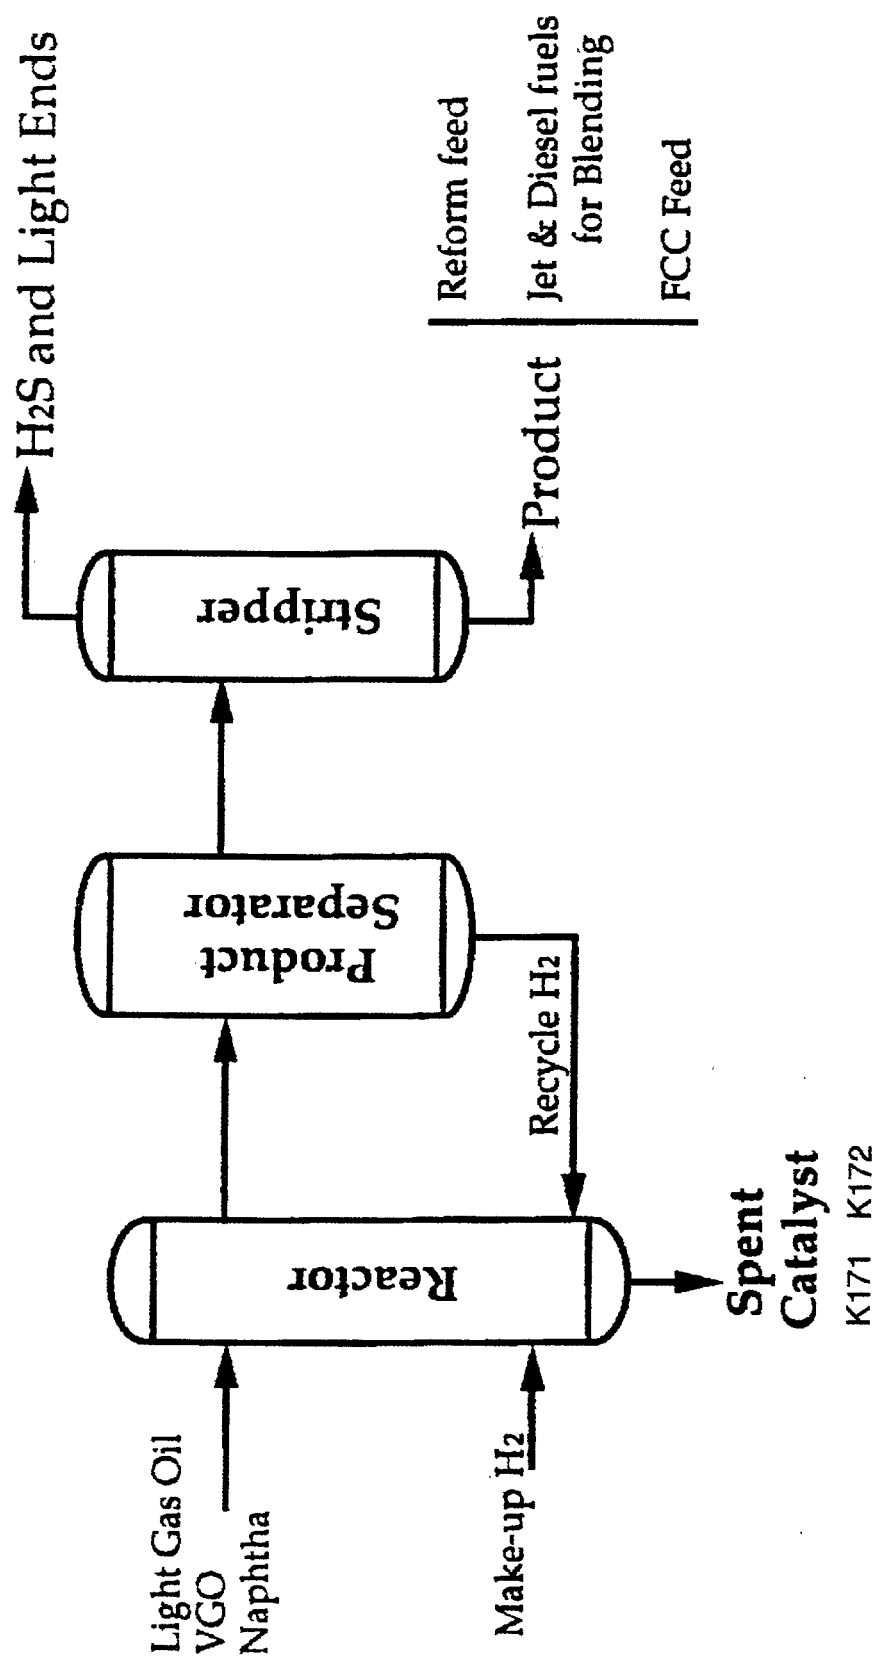 Light Gas Oil
VGO
Naphtha
Make-up H2
Reactor
Spent
Catalyst
K171 K172
Recycle H2
Product
Separator
Stripper
H2S and Light Ends
Product
Reform feed
Jet & Diesel fuels
for Blending
FCC Feed